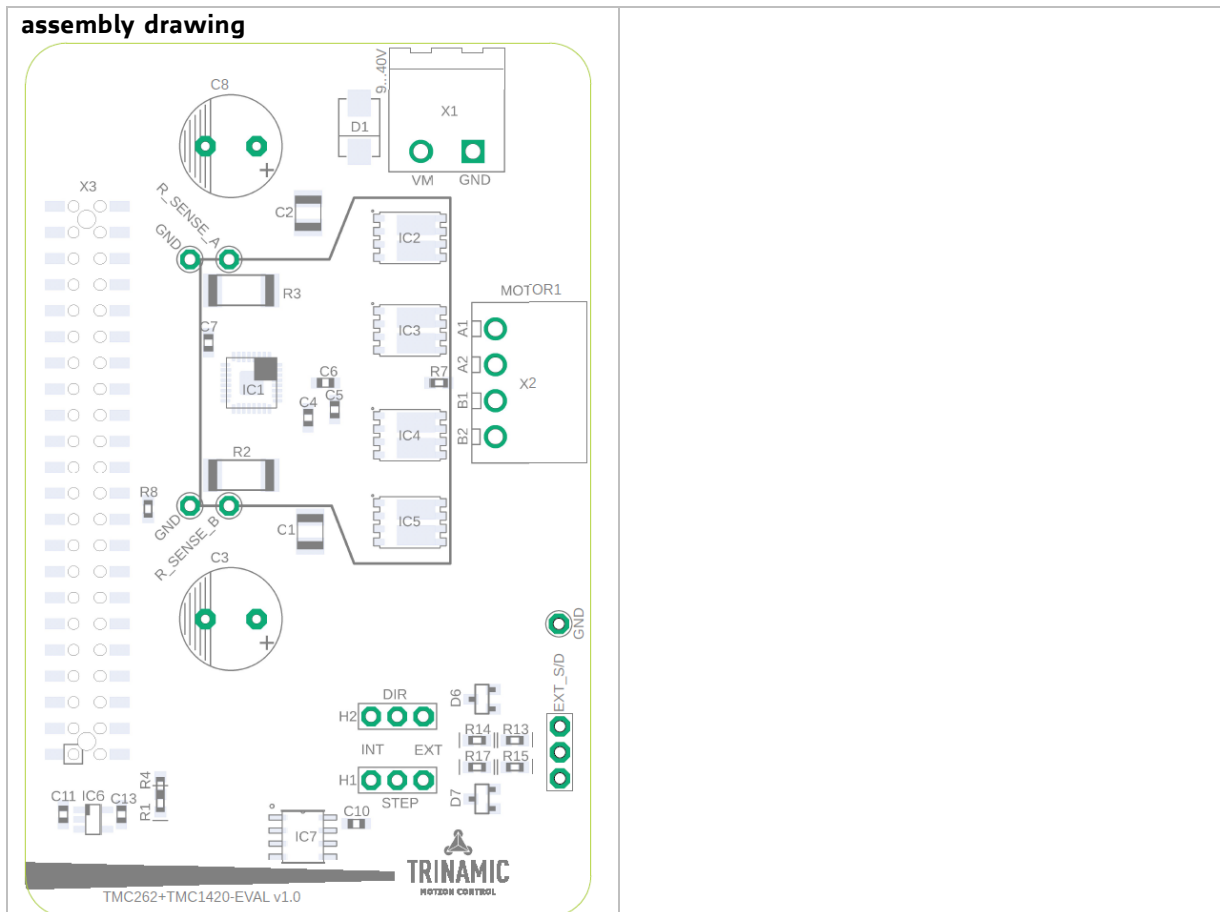 assembly drawing
9...40V
C8
X1
D1
VM GND
X3
R_SENSE_A
C2
GND
IC2
R3
MOTOR1
C7
IC3
A1
A2
C6
R7
X2
IC1
C4
C5
B1
IC4
B2
R2
R8
GND
C1
IC5
R_SENSE_B
C3
GND
EXT_S/D
DIR
D6
H2
R14
R13
INT EXT
R17
R15
H1
STEP
D7
R4
C11
IC6
C13
R1
C10
IC7
TRINAMIC
MOTION CONTROL
TMC262+TMC1420-EVAL v1.0